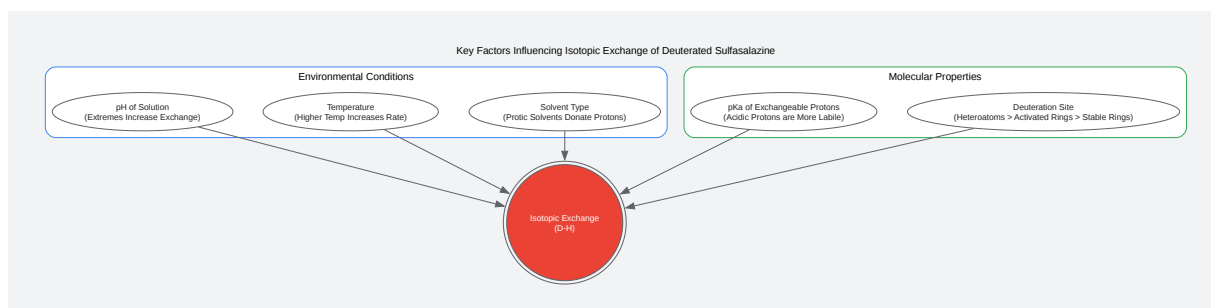 Key Factors Influencing Isotopic Exchange of Deuterated Sulfasalazine
Environmental Conditions
pH of Solution
(Extremes Increase Exchange)
Temperature
(Higher Temp Increases Rate)
Solvent Type
(Protic Solvents Donate Protons)
Molecular Properties
pKa of Exchangeable Protons
(Acidic Protons are More Labile)
Deuteration Site
(Heteroatoms > Activated Rings > Stable Rings)
Isotopic Exchange
(D-H)